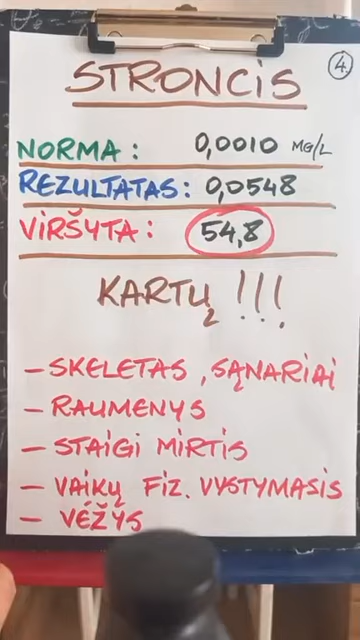 4.
STRONCIS
NORMA: 0,0010 MG/L
REZULTATAS: 0,0548
VIRŠYTA: 54,8
KARTŲ !!!
- SKELETAS, SĄNARIAI
- RAUMENYS
- STAIGI MIRTIS
- VAIKŲ FIZ. VYSTYMASIS
- VĖŽYS